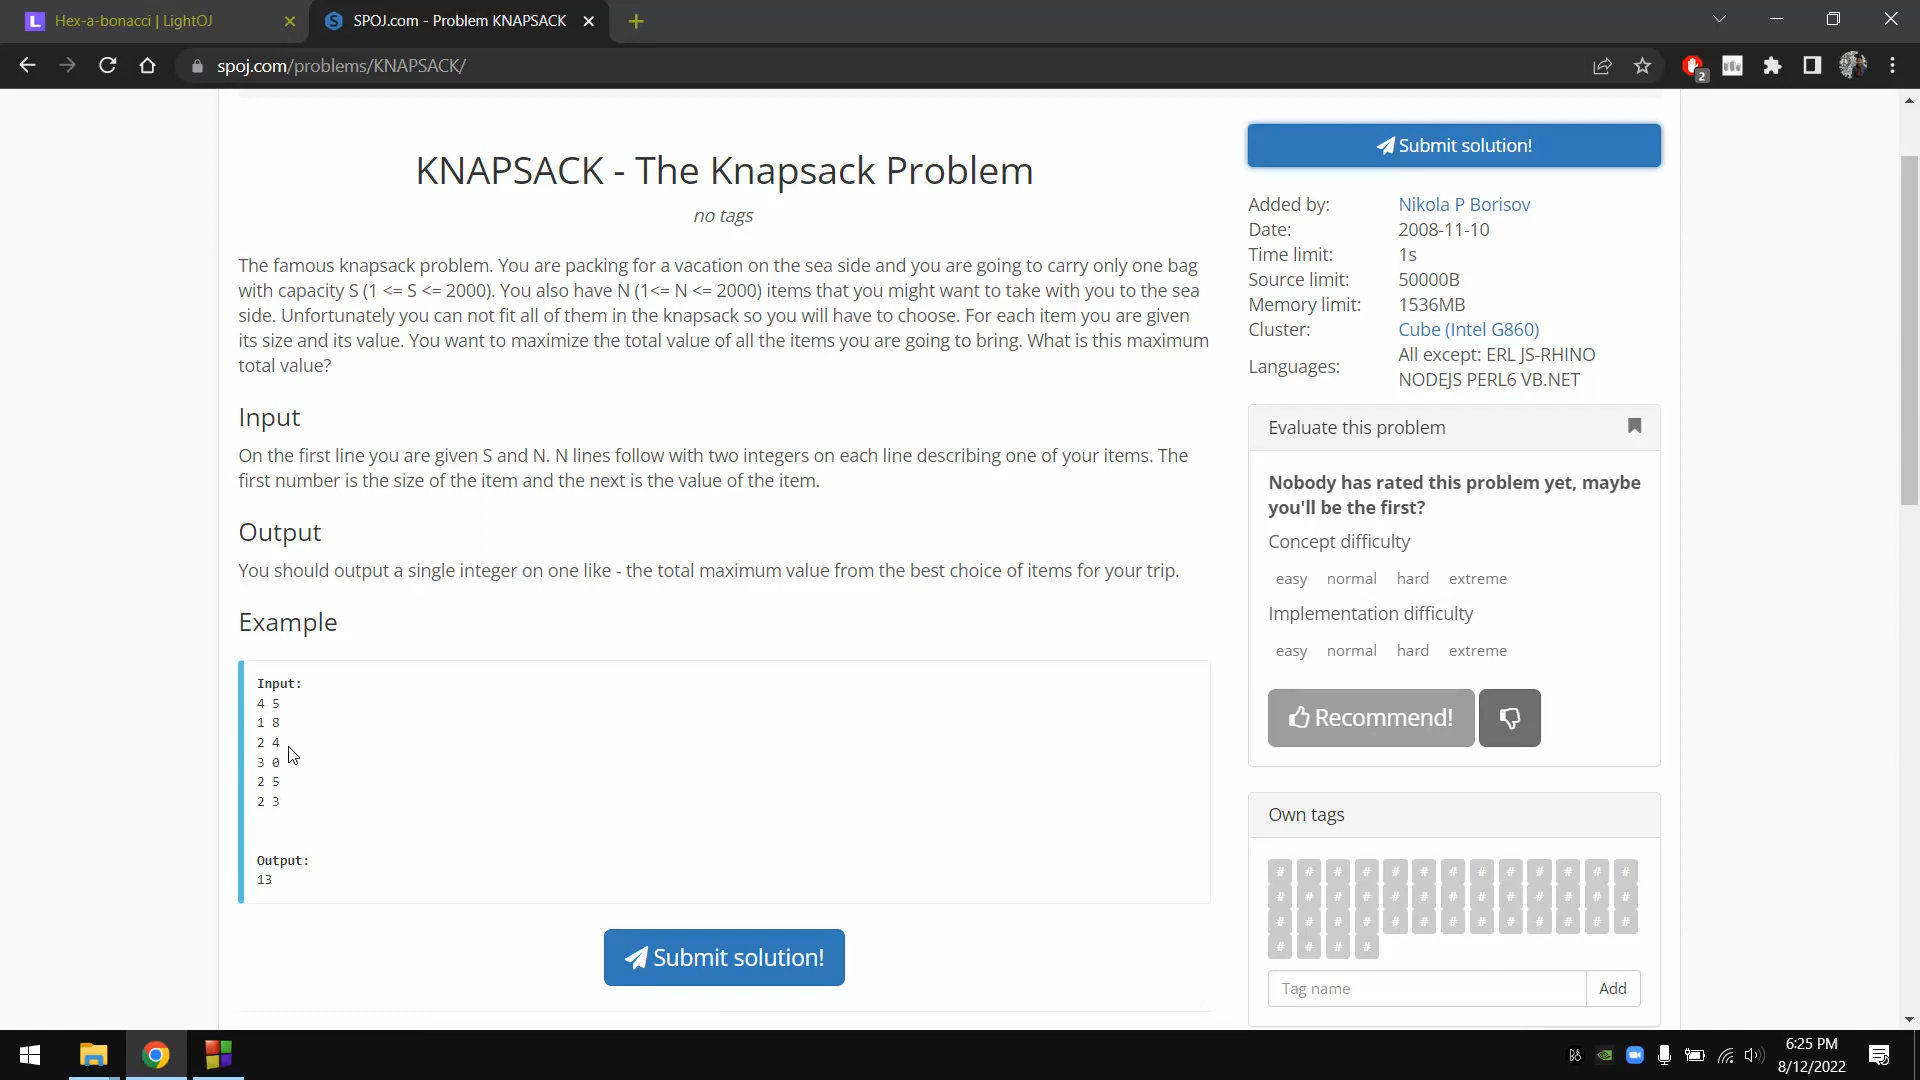 Hex-a-bonacci | LightOJ
SPOJ.com - Problem KNAPSACK
spoj.com/problems/KNAPSACK/
2
KNAPSACK - The Knapsack Problem
no tags
The famous knapsack problem. You are packing for a vacation on the sea side and you are going to carry only one bag
with capacity S (1 <= S <= 2000). You also have N (1<= N <= 2000) items that you might want to take with you to the sea
side. Unfortunately you can not fit all of them in the knapsack so you will have to choose. For each item you are given
its size and its value. You want to maximize the total value of all the items you are going to bring. What is this maximum
total value?
Input
On the first line you are given S and N. N lines follow with two integers on each line describing one of your items. The
first number is the size of the item and the next is the value of the item.
Output
You should output a single integer on one like - the total maximum value from the best choice of items for your trip.
Example
Input:
4 5
1 8
2 4
3 0
2 5
2 3
Output:
13
Submit solution!
Submit solution!
Added by: Nikola P Borisov
Date: 2008-11-10
Time limit: 1s
Source limit: 50000B
Memory limit: 1536MB
Cluster: Cube (Intel G860)
Languages: All except: ERL JS-RHINO
NODEJS PERL6 VB.NET
Evaluate this problem
Nobody has rated this problem yet, maybe
you'll be the first?
Concept difficulty
easy normal hard extreme
Implementation difficulty
easy normal hard extreme
Recommend!
Own tags
# # # # # # # # # # # # #
# # # # # # # # # # # # #
# # # # # # # # # # # # #
# # # #
Tag name Add
6:25 PM
8/12/2022